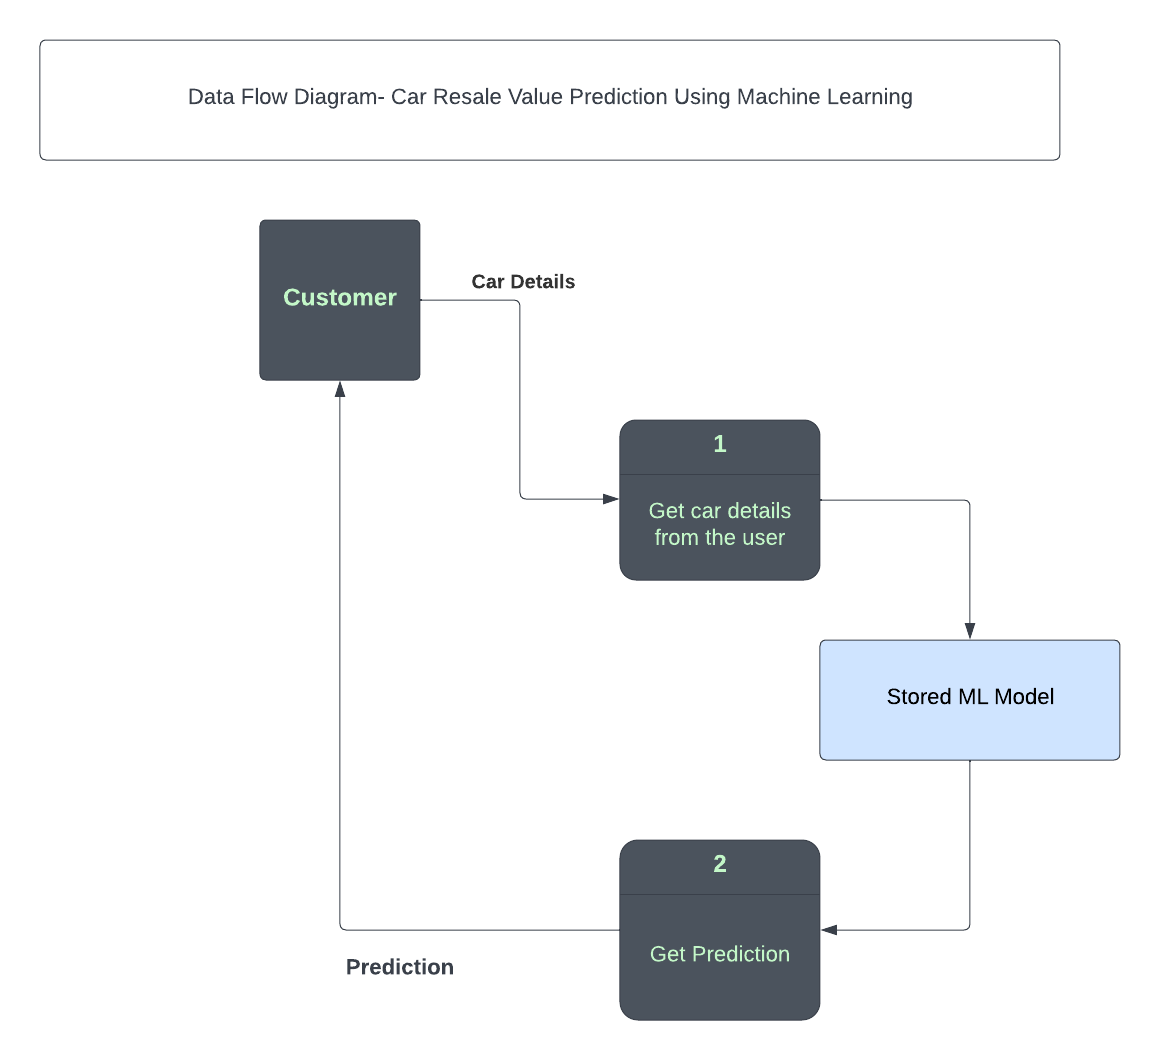 Data Flow Diagram- Car Resale Value Prediction Using Machine Learning
Customer
Car Details
1
Get car details
from the user
Stored ML Model
2
Get Prediction
Prediction